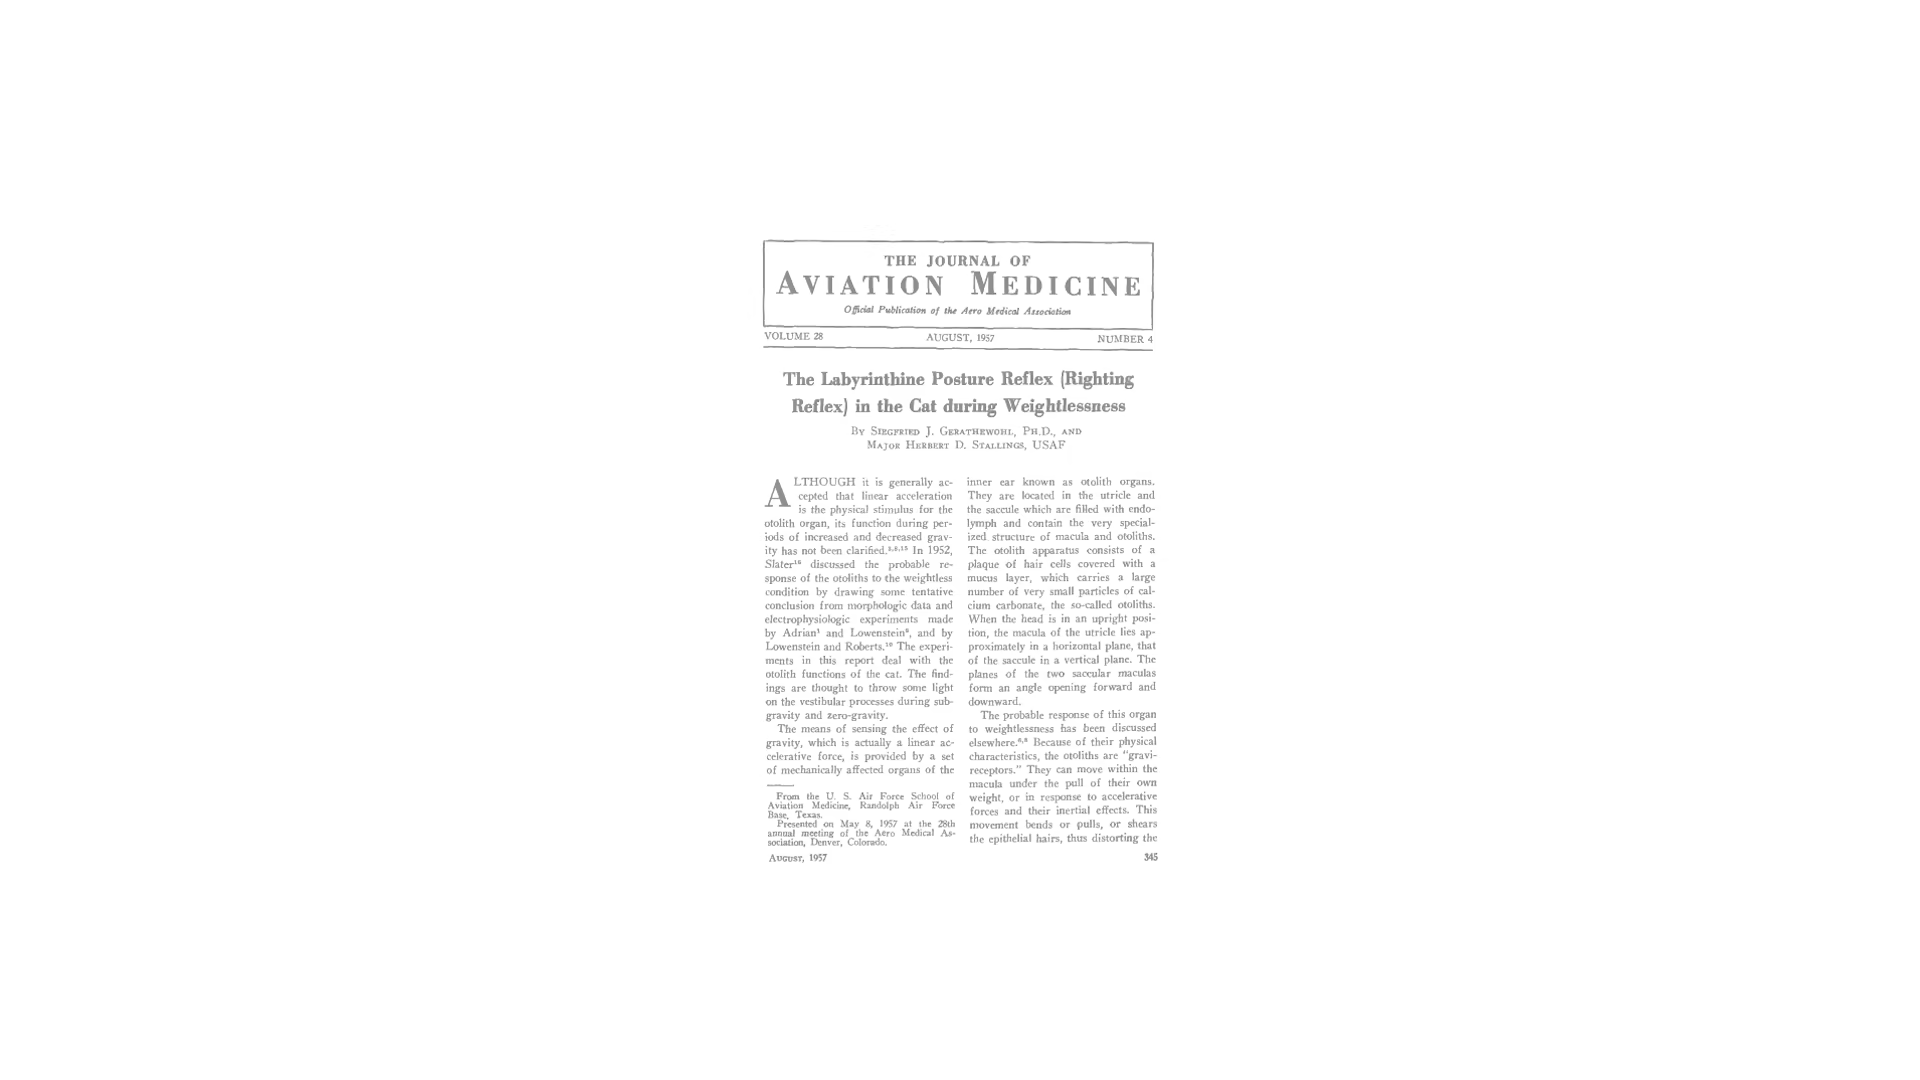 THE JOURNAL OF
AVIATION MEDICINE
Official Publication of the Aero Medical Association
VOLUME 28 AUGUST, 1957 NUMBER 4
The Labyrinthine Posture Reflex (Righting
Reflex) in the Cat during Weightlessness
By Siegfried J. Gerathewohl, Ph.D., and
Major Herbert D. Stallings, USAF
ALTHOUGH it is generally ac-
cepted that linear acceleration
is the physical stimulus for the
otolith organ, its function during per-
iods of increased and decreased grav-
ity has not been clarified. In 1952,
Slater¹⁶ discussed the probable re-
sponse of the otoliths to the weightless
condition by drawing some tentative
conclusion from morphologic data and
electrophysiologic experiments made
by Adrian¹ and Lowenstein, and by
Lowenstein and Roberts.¹⁰ The experi-
ments in this report deal with the
otolith functions of the cat. The find-
ings are thought to throw some light
on the vestibular processes during sub-
gravity and zero-gravity.
The means of sensing the effect of
gravity, which is actually a linear ac-
celerative force, is provided by a set
of mechanically affected organs of the
From the U. S. Air Force School of
Aviation Medicine, Randolph Air Force
Base, Texas.
Presented on May 8, 1957 at the 28th
annual meeting of the Aero Medical As-
sociation, Denver, Colorado.
inner ear known as otolith organs.
They are located in the utricle and
the saccule which are filled with endo-
lymph and contain the very special-
ized structure of macula and otoliths.
The otolith apparatus consists of a
plaque of hair cells covered with a
mucus layer, which carries a large
number of very small particles of cal-
cium carbonate, the so-called otoliths.
When the head is in an upright posi-
tion, the macula of the utricle lies ap-
proximately in a horizontal plane, that
of the saccule in a vertical plane. The
planes of the two saccular maculas
form an angle opening forward and
downward.
The probable response of this organ
to weightlessness has been discussed
elsewhere. Because of their physical
characteristics, the otoliths are "gravi-
receptors." They can move within the
macula under the pull of their own
weight, or in response to accelerative
forces and their inertial effects. This
movement bends or pulls, or shears
the epithelial hairs, thus distorting the
August, 1957 345